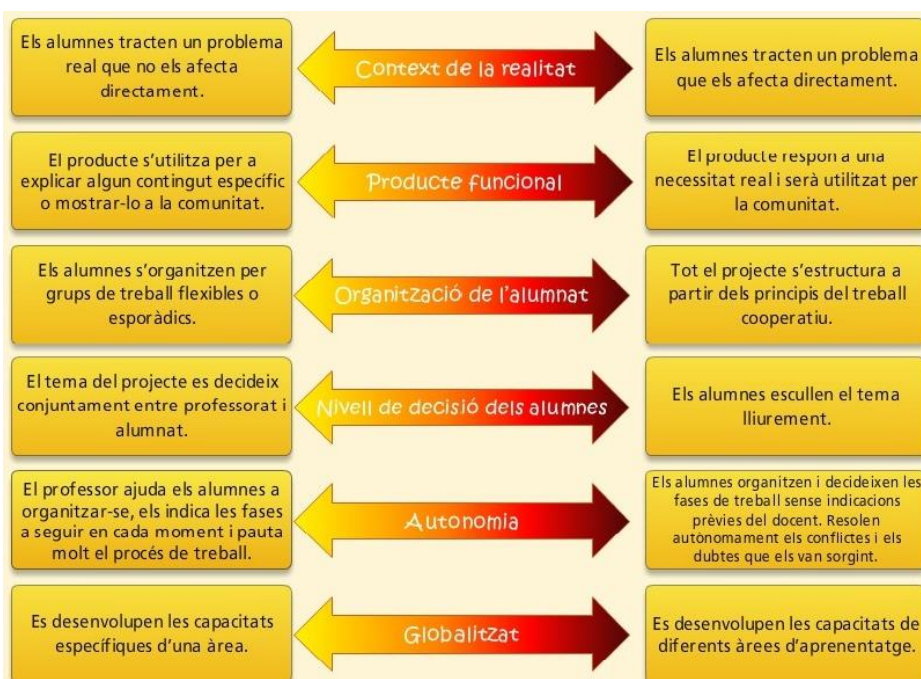 Els alumnes tracten un problema
real que no els afecta
directament.
Context de la realitat
Els alumnes tracten un problema
que els afecta directament.
El producte s'utilitza per a
explicar algun contingut específic
o mostrar-lo a la comunitat.
Producte funcional
El producte respon a una
necessitat real i serà utilitzat per
la comunitat.
Els alumnes s'organitzen per
grups de treball flexibles o
esporàdics.
Organització de l'alumnat
Tot el projecte s'estructura a
partir dels principis del treball
cooperatiu.
El tema del projecte es decideix
conjuntament entre professorat i
alumnat.
Nivell de decisió dels alumnes
Els alumnes escullen el tema
lliurement.
El professor ajuda els alumnes a
organitzar-se, els indica les fases
a seguir en cada moment i pauta
molt el procés de treball.
Autonomia
Els alumnes organitzen i decideixen les
fases de treball sense indicacions
prèvies del docent. Resolen
autònomament els conflictes i els
dubtes que els van sorgint.
Es desenvolupen les capacitats
específiques d'una àrea.
Globalitzat
Es desenvolupen les capacitats de
diferents àrees d'aprenentatge.